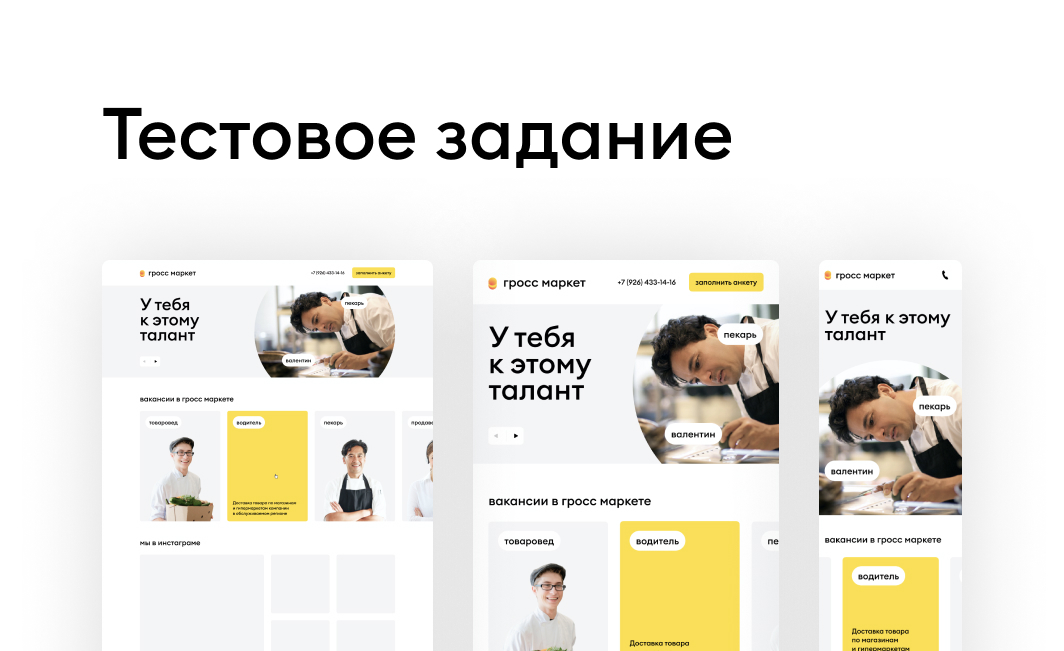 Тестовое задание
гросс маркет
+7 (926) 433-14-16
заполнить анкету
У тебя
к этому
талант
пекарь
валентин
вакансии в гросс маркете
товаровед
водитель
пекарь
Доставка товара по магазинам
и гипермаркетам компании
в обслуживаемом регионе
мы в инстаграме
гросс маркет
+7 (926) 433-14-16
заполнить анкету
У тебя
к этому
талант
пекарь
валентин
вакансии в гросс маркете
товаровед
водитель
пе
Доставка товара
гросс маркет
У тебя к этому
талант
пекарь
валентин
вакансии в гросс маркете
водитель
Доставка товара
по магазинам
и гипермаркетам